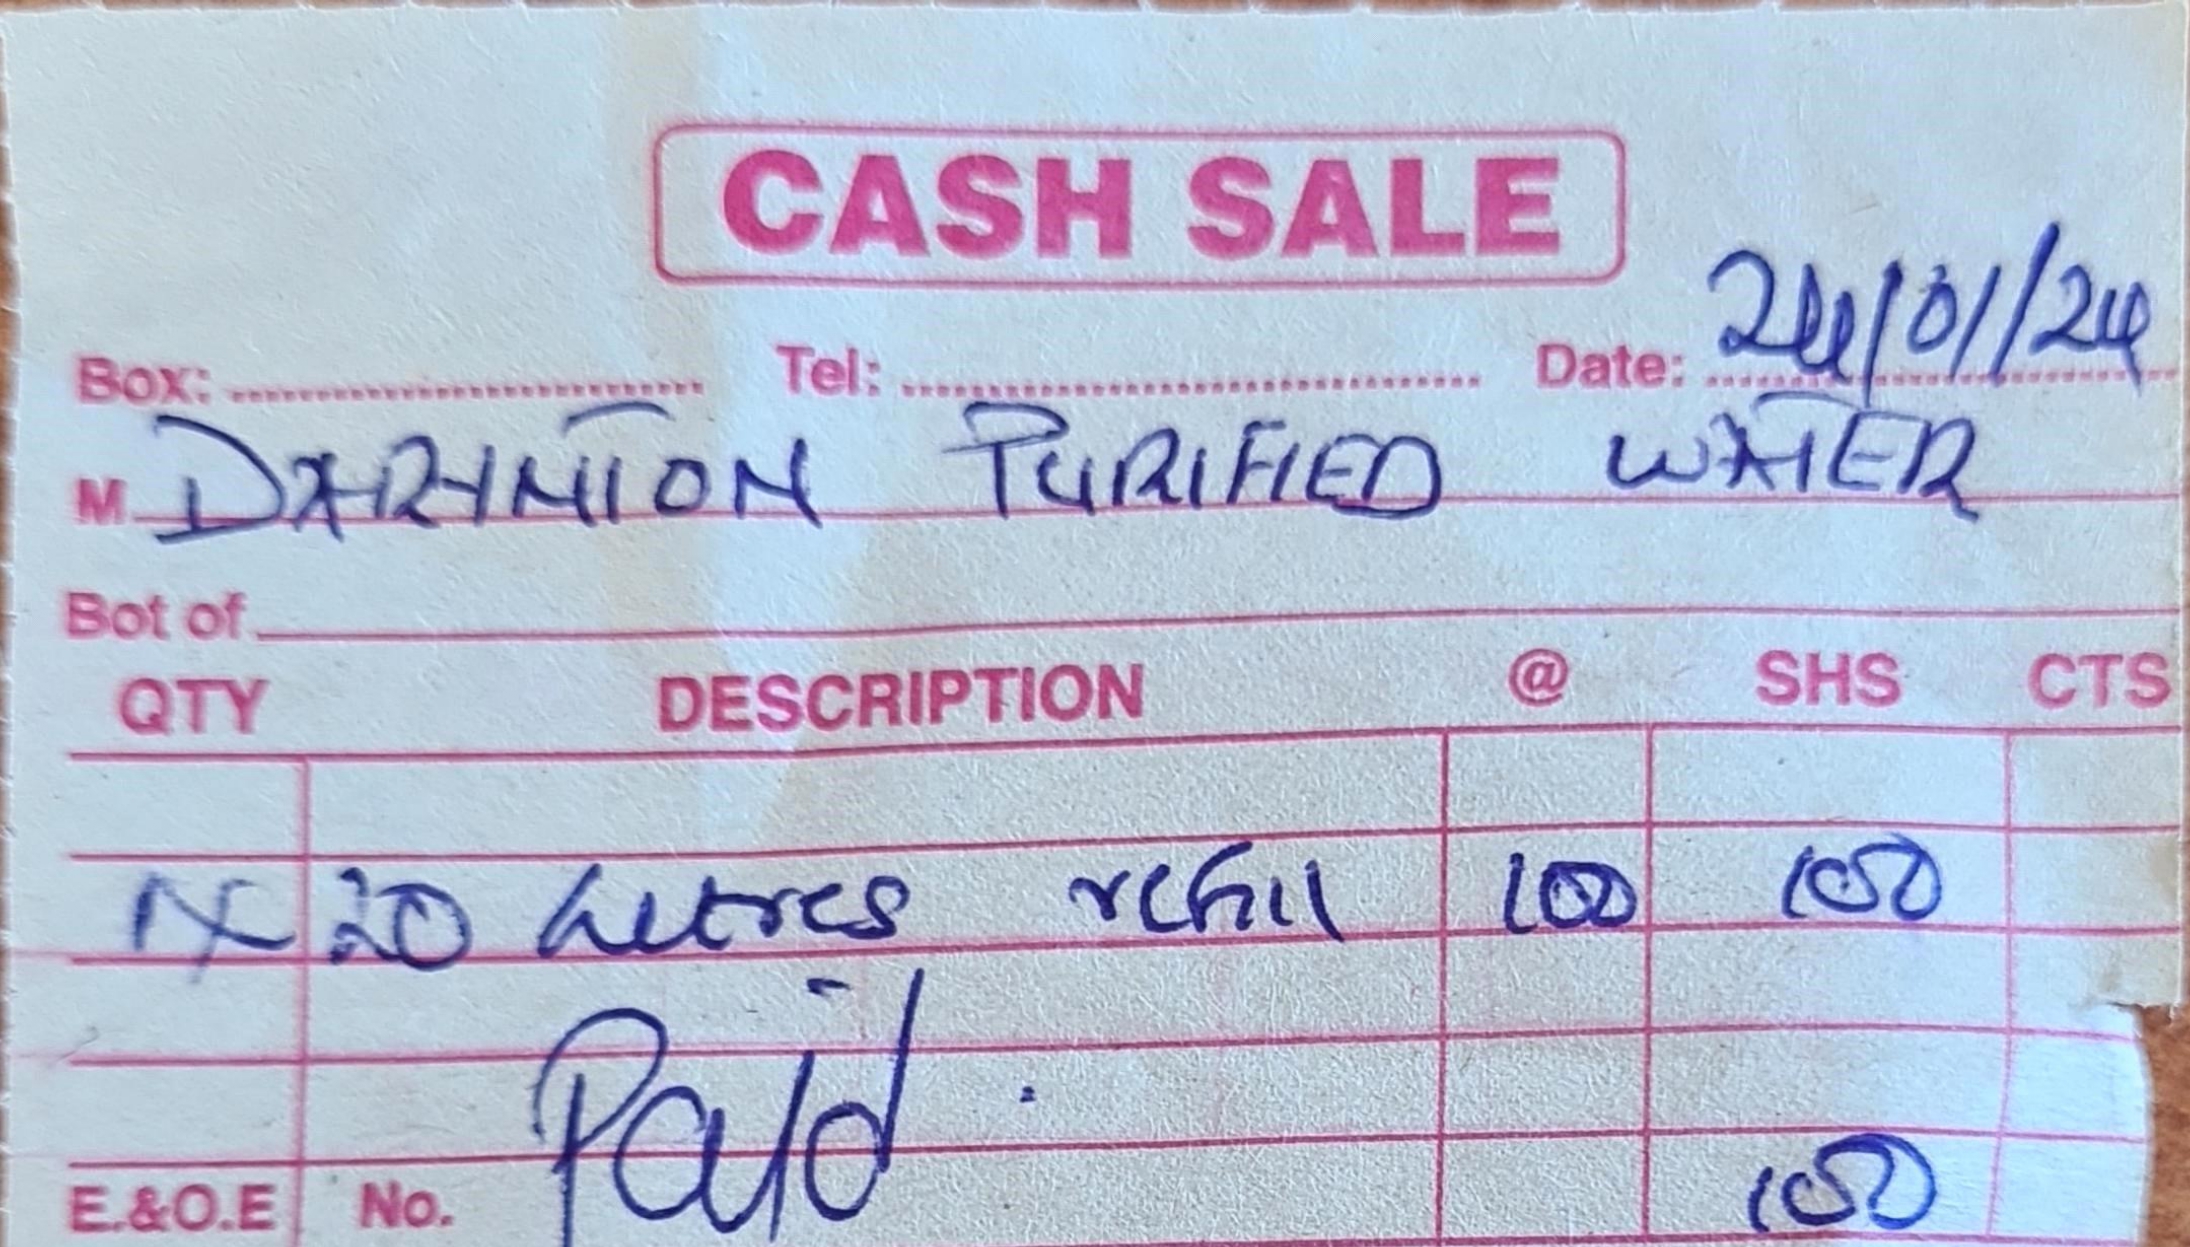 CASH SALE
Box: Tel: Date: 24/01/24
M DARYNTON PURIFIED WATER
Bot of
QTY DESCRIPTION @ SHS CTS
1X 20 Litres refill 100 100
Paid.
E.&O.E No. 100